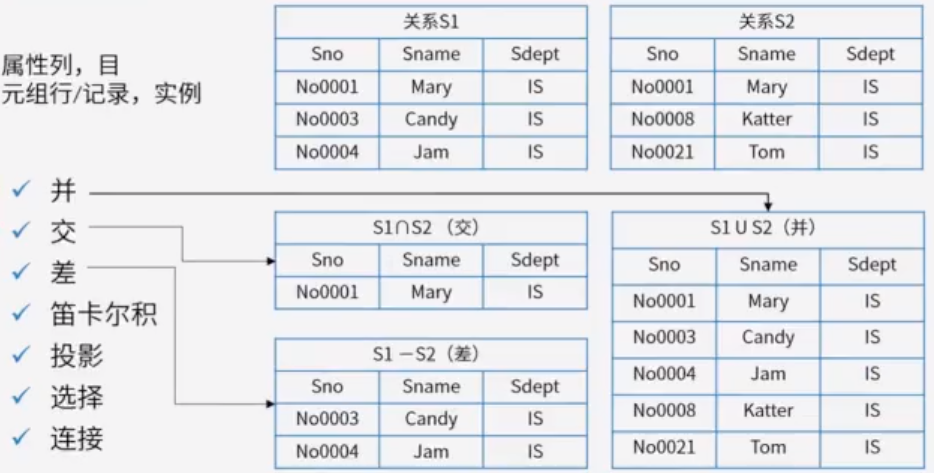 属性列，目
元组行/记录，实例
关系S1
Sno Sname Sdept
No0001 Mary IS
No0003 Candy IS
No0004 Jam IS
关系S2
Sno Sname Sdept
No0001 Mary IS
No0008 Katter IS
No0021 Tom IS
✓ 并
✓ 交
✓ 差
✓ 笛卡尔积
✓ 投影
✓ 选择
✓ 连接
S1∩S2（交）
Sno Sname Sdept
No0001 Mary IS
S1－S2（差）
Sno Sname Sdept
No0003 Candy IS
No0004 Jam IS
S1 U S2（并）
Sno Sname Sdept
No0001 Mary IS
No0003 Candy IS
No0004 Jam IS
No0008 Katter IS
No0021 Tom IS